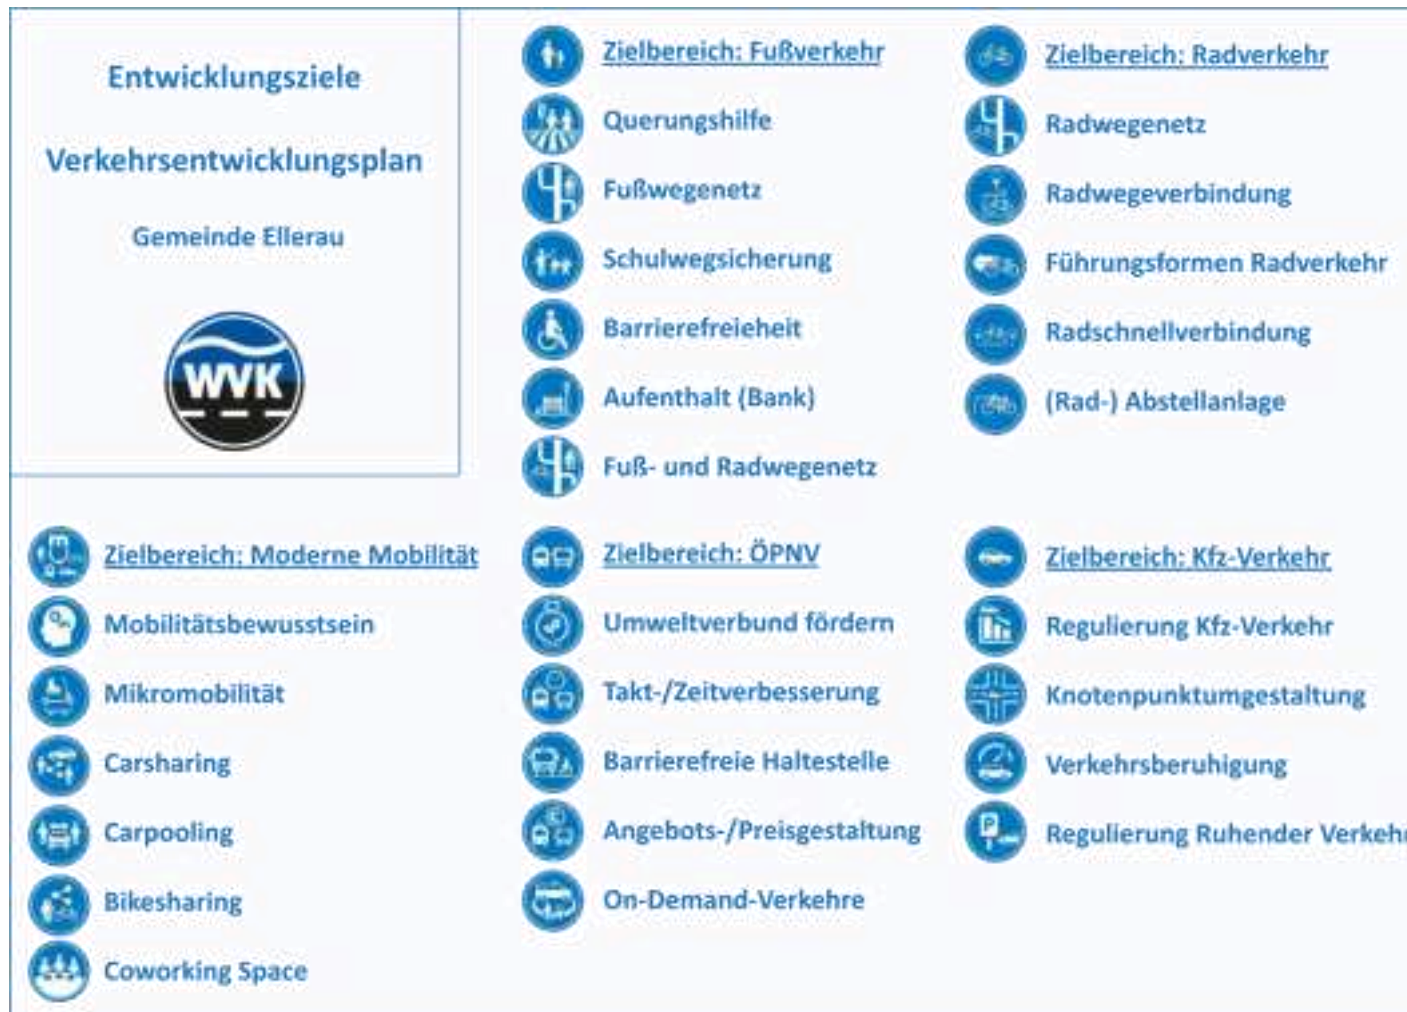 Entwicklungsziele
Verkehrsentwicklungsplan
Gemeinde Ellerau
WVK
Zielbereich: Fußverkehr
Querungshilfe
Fußwegenetz
Schulwegsicherung
Barrierefreieheit
Aufenthalt (Bank)
Fuß- und Radwegenetz
Zielbereich: Radverkehr
Radwegenetz
Radwegeverbindung
Führungsformen Radverkehr
Radschnellverbindung
(Rad-) Abstellanlage
Zielbereich: Moderne Mobilität
Mobilitätsbewusstsein
Mikromobilität
Carsharing
Carpooling
Bikesharing
Coworking Space
Zielbereich: ÖPNV
Umweltverbund fördern
Takt-/Zeitverbesserung
Barrierefreie Haltestelle
Angebots-/Preisgestaltung
On-Demand-Verkehre
Zielbereich: Kfz-Verkehr
Regulierung Kfz-Verkehr
Knotenpunktumgestaltung
Verkehrsberuhigung
P
Regulierung Ruhender Verkehr